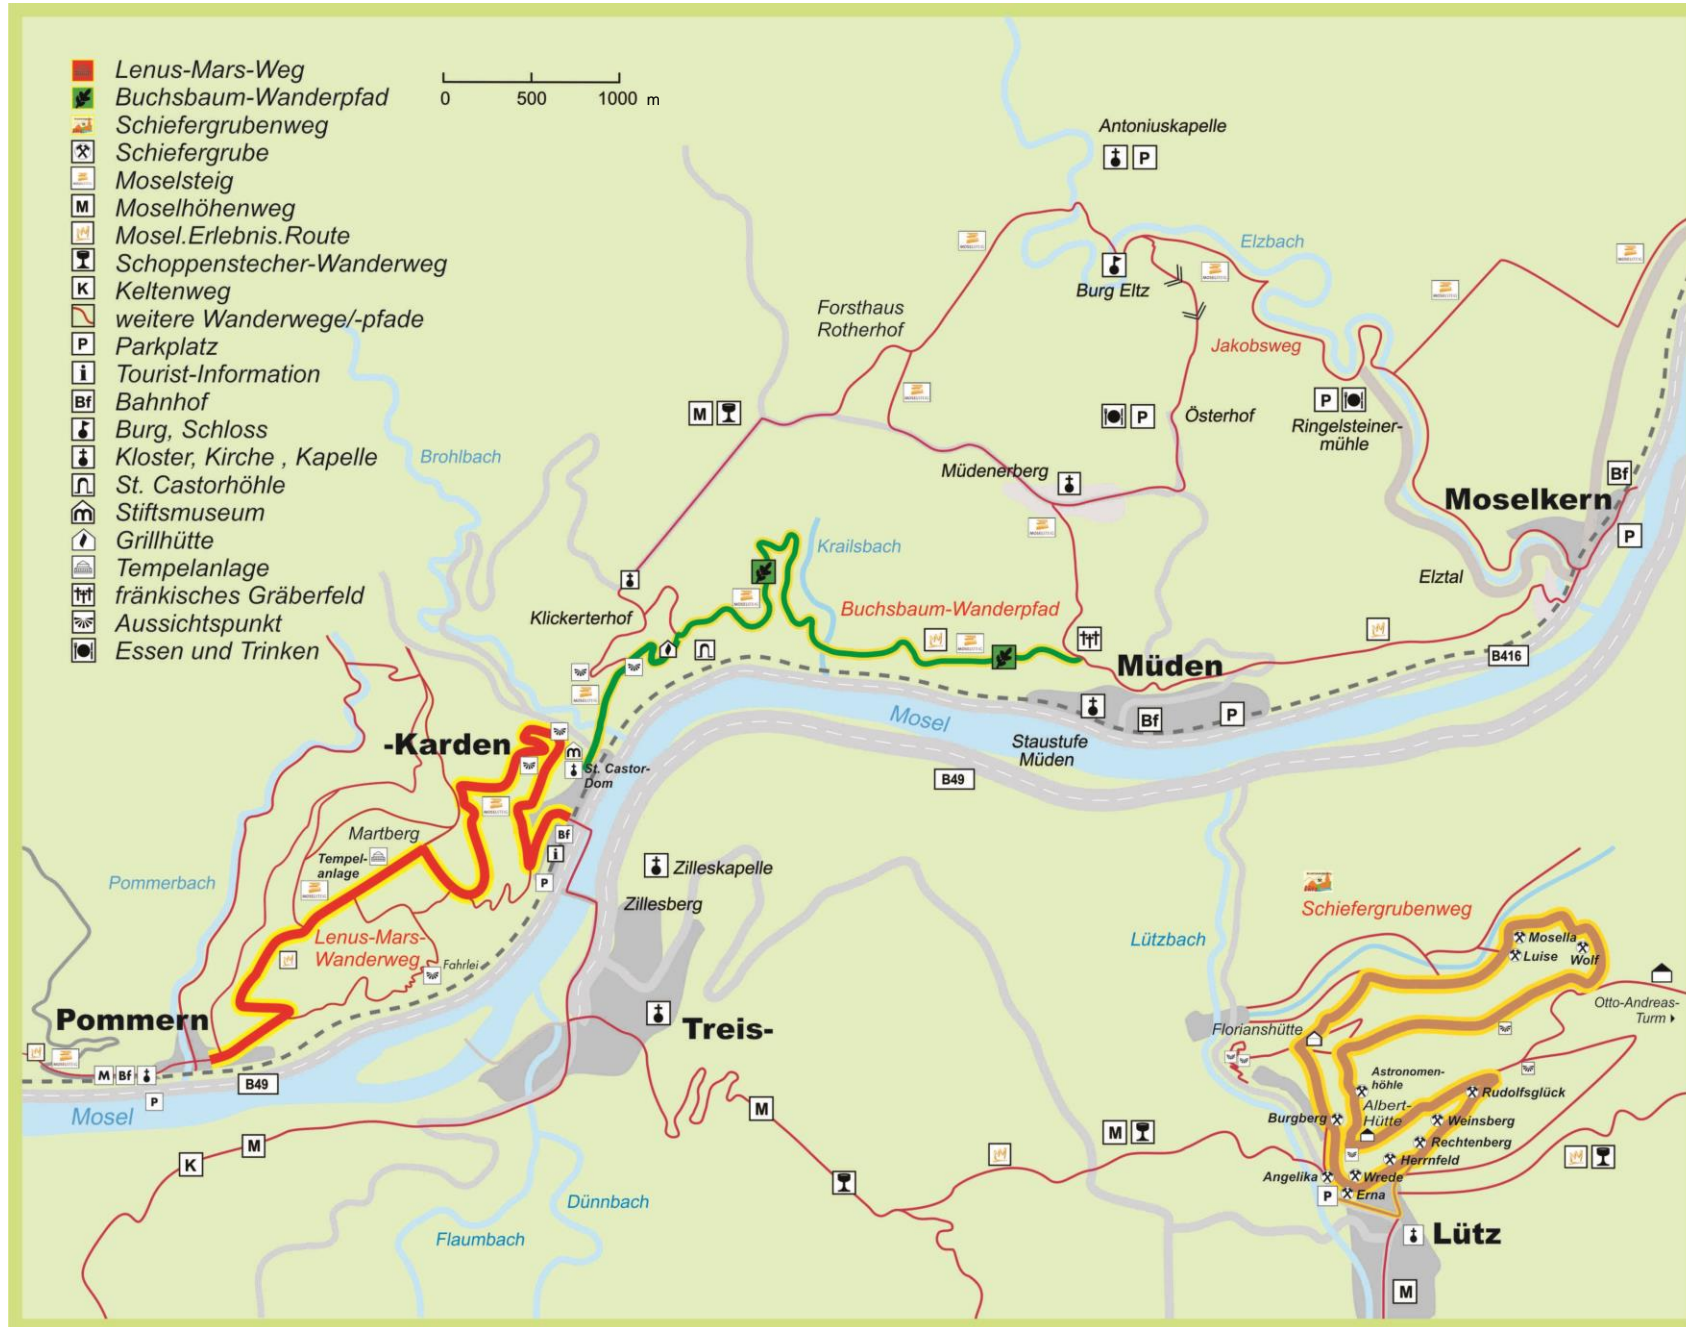 Lenus-Mars-Weg
Buchsbaum-Wanderpfad
Schiefergrubenweg
Schiefergrube
Moselsteig
M Moselhöhenweg
Mosel.Erlebnis.Route
Schoppenstecher-Wanderweg
K Keltenweg
weitere Wanderwege/-pfade
P Parkplatz
i Tourist-Information
Bf Bahnhof
Burg, Schloss
Kloster, Kirche , Kapelle
St. Castorhöhle
Stiftsmuseum
Grillhütte
Tempelanlage
fränkisches Gräberfeld
Aussichtspunkt
Essen und Trinken
0 500 1000 m
Antoniuskapelle
P
Elzbach
Burg Eltz
Forsthaus
Rotherhof
Jakobsweg
M
P
Österhof
P
Ringelsteiner-
mühle
Brohlbach
Müdenerberg
Bf
Moselkern
P
Krailsbach
Elztal
Klickerterhof
Buchsbaum-Wanderpfad
B416
Müden
Mosel
Bf
P
Staustufe
Müden
B49
-Karden
St. Castor-
Dom
Martberg
Tempel-
anlage
Bf
i
P
Pommerbach
Zilleskapelle
Zillesberg
Lenus-Mars-
Wanderweg
Fahrlei
Pommern
M Bf
P
B49
Mosel
Treis-
K
M
M
Dünnbach
Flaumbach
M
Lützbach
Schiefergrubenweg
Mosella
Luise
Wolf
Otto-Andreas-
Turm
Florianshütte
Astronomen-
höhle
Albert-
Hütte
Rudolfsglück
Burgberg
Weinsberg
Rechtenberg
Herrnfeld
Angelika
Wrede
P
Erna
Lütz
M